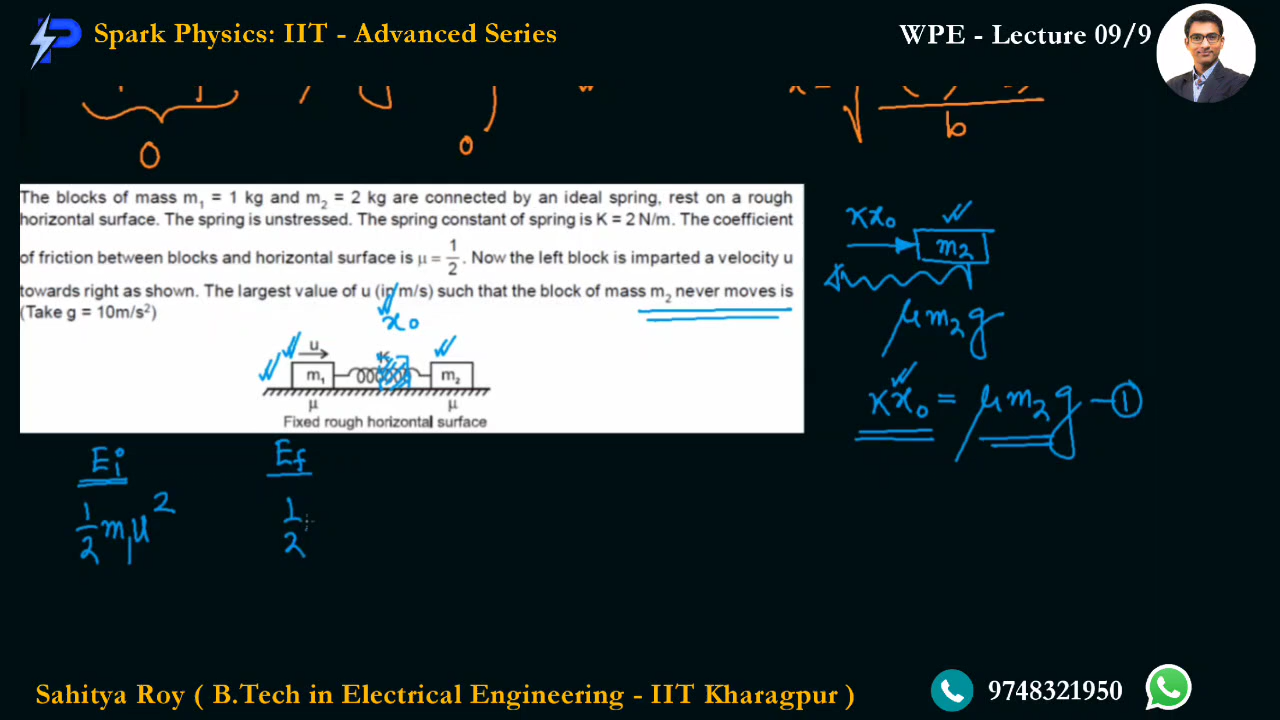 Spark Physics: IIT - Advanced Series
WPE - Lecture 09/9
0
0
b
The blocks of mass m₁ = 1 kg and m₂ = 2 kg are connected by an ideal spring, rest on a rough
horizontal surface. The spring is unstressed. The spring constant of spring is K = 2 N/m. The coefficient
of friction between blocks and horizontal surface is μ = 1/2. Now the left block is imparted a velocity u
towards right as shown. The largest value of u (in m/s) such that the block of mass m₂ never moves is
(Take g = 10m/s²)
x₀
u
K
m₁
m₂
μ
μ
Fixed rough horizontal surface
Kx₀
m₂
μm₂g
Kx₀ = μm₂g — ①
Ei
Ef
1/2 m₁u²
1/2
Sahitya Roy ( B.Tech in Electrical Engineering - IIT Kharagpur )
9748321950